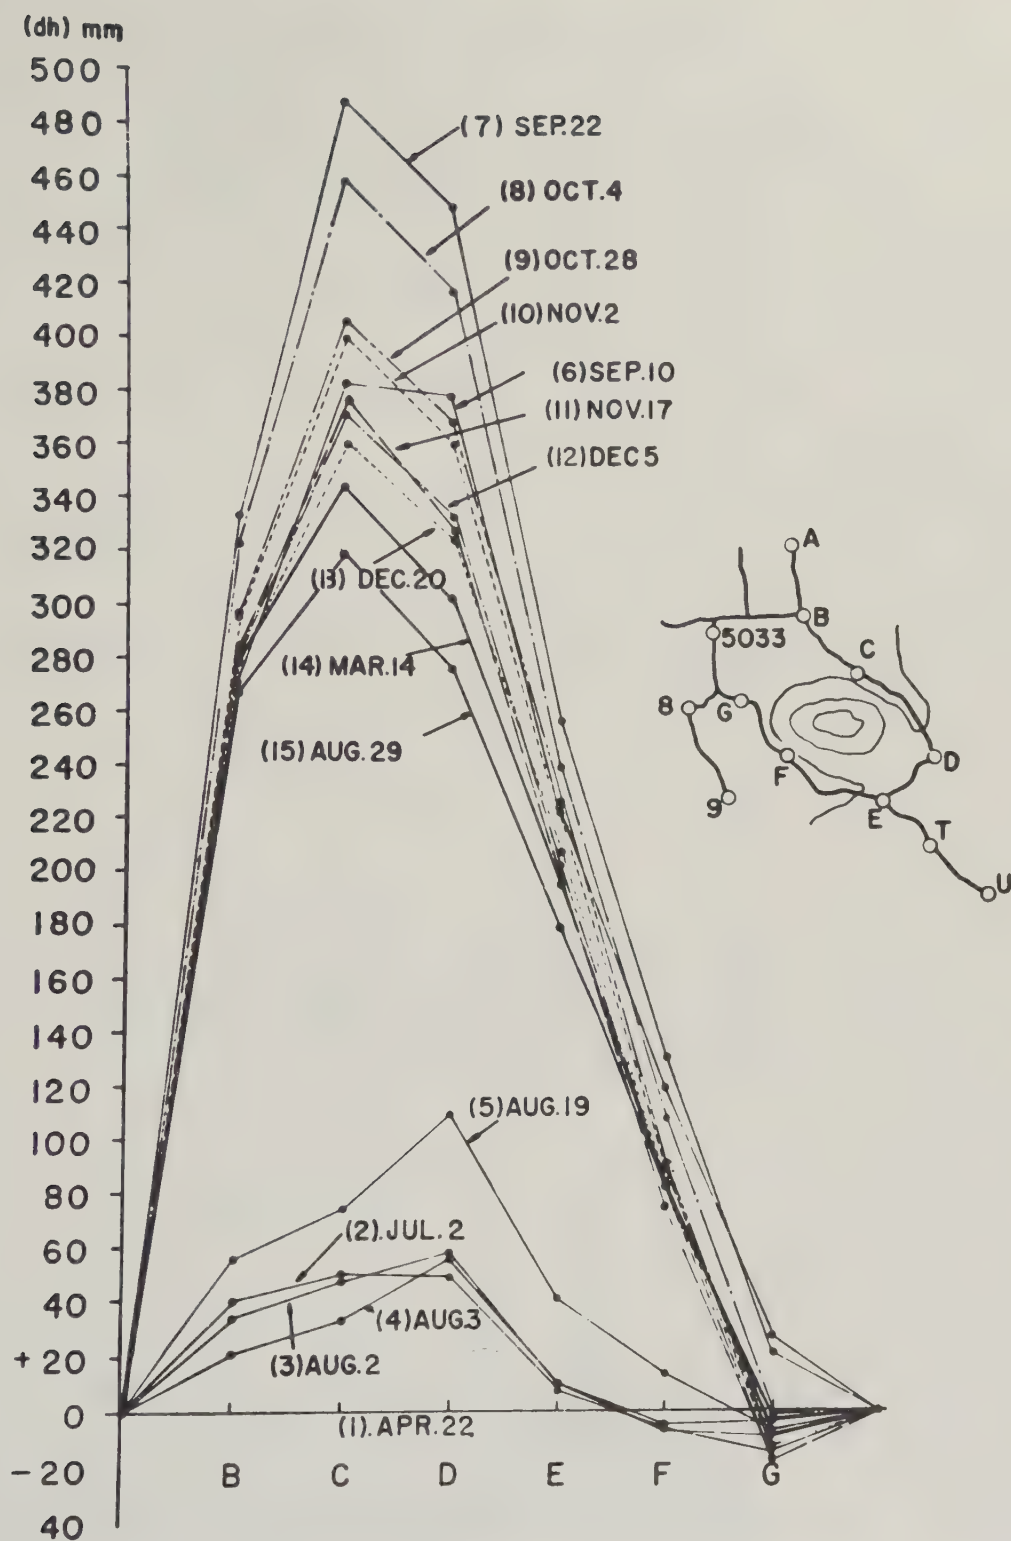 (dh) mm
500
480
460
440
420
400
380
360
340
320
300
280
260
240
220
200
180
160
140
120
100
80
60
40
+ 20
0
- 20
40
(7) SEP.22
(8) OCT.4
(9) OCT.28
(10) NOV.2
(6) SEP.10
(11) NOV.17
(12) DEC 5
(13) DEC.20
(14) MAR.14
(15) AUG.29
(5) AUG.19
(2). JUL. 2
(4) AUG3
(3) AUG. 2
(1). APR. 22
B C D E F G
A
B
5033
C
8
G
F
D
9
E
T
U